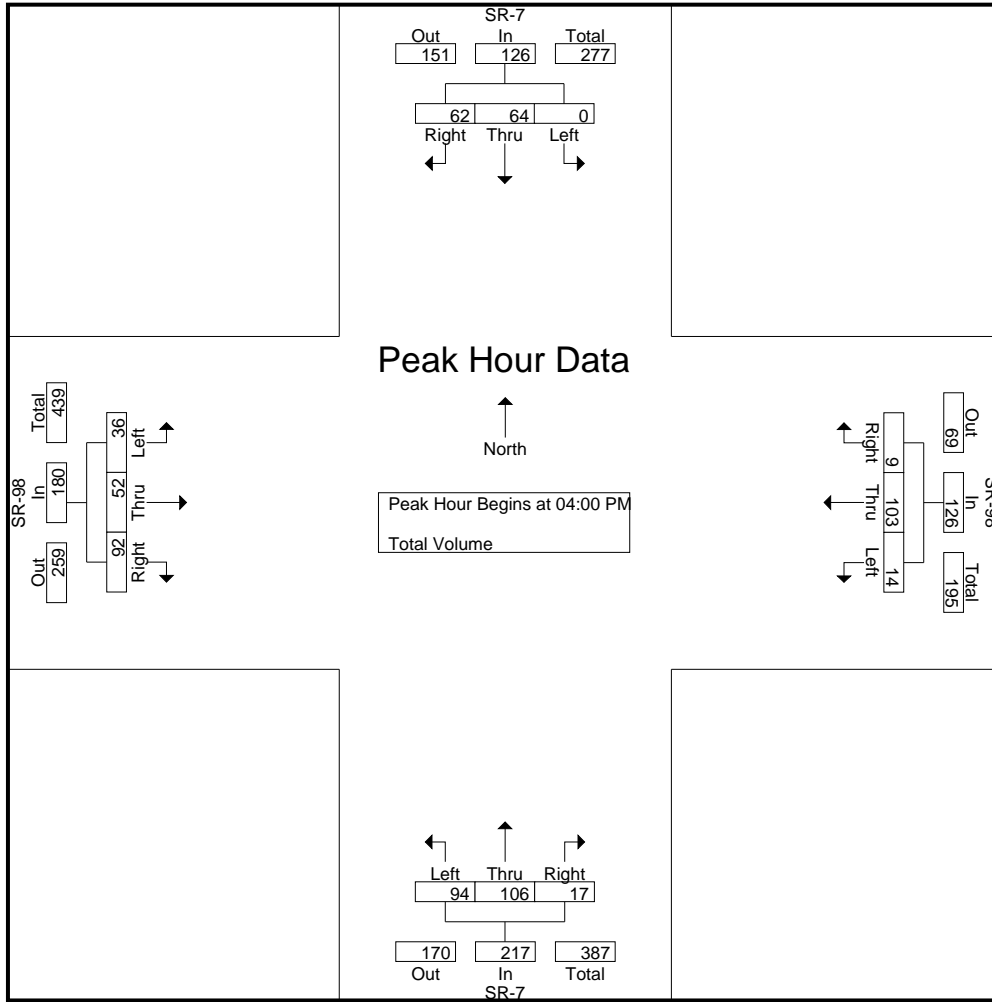 SR-7
Out In Total
151 126 277
62 64 0
Right Thru Left
Peak Hour Data
North
Peak Hour Begins at 04:00 PM
Total Volume
SR-98
Out In Total
259 180 439
36 52 92
Left Thru Right
SR-98
Out In Total
69 126 195
9 103 14
Right Thru Left
Left Thru Right
94 106 17
170 217 387
Out In Total
SR-7